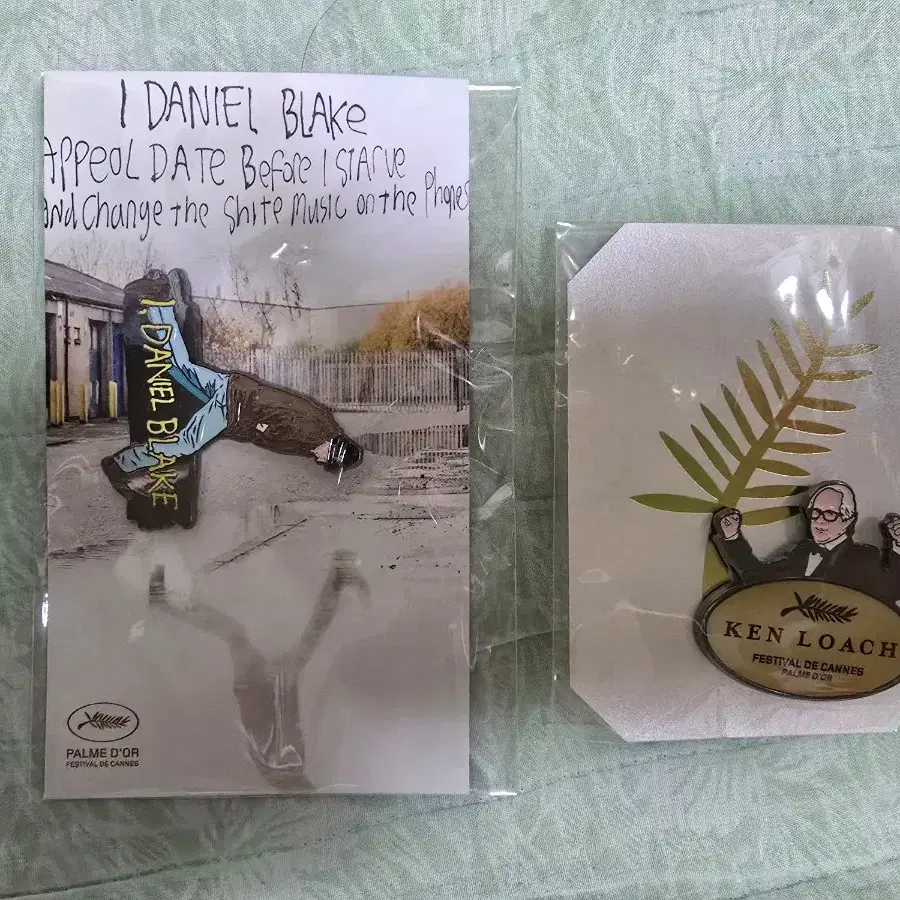 I DANIEL BLAKe
APPeOL DATE Before I STARVe
and Change the Shite Music on the Phones
I, DANIEL BLAKE
PALME D'OR
FESTIVAL DE CANNES
KEN LOACH
FESTIVAL DE CANNES
PALME D'OR